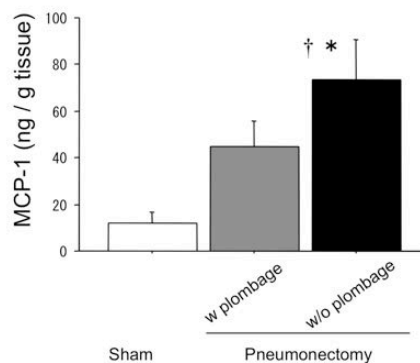 MCP-1 (ng / g tissue)
100
80
60
40
20
0
† *
w plombage
w/o plombage
Sham
Pneumonectomy